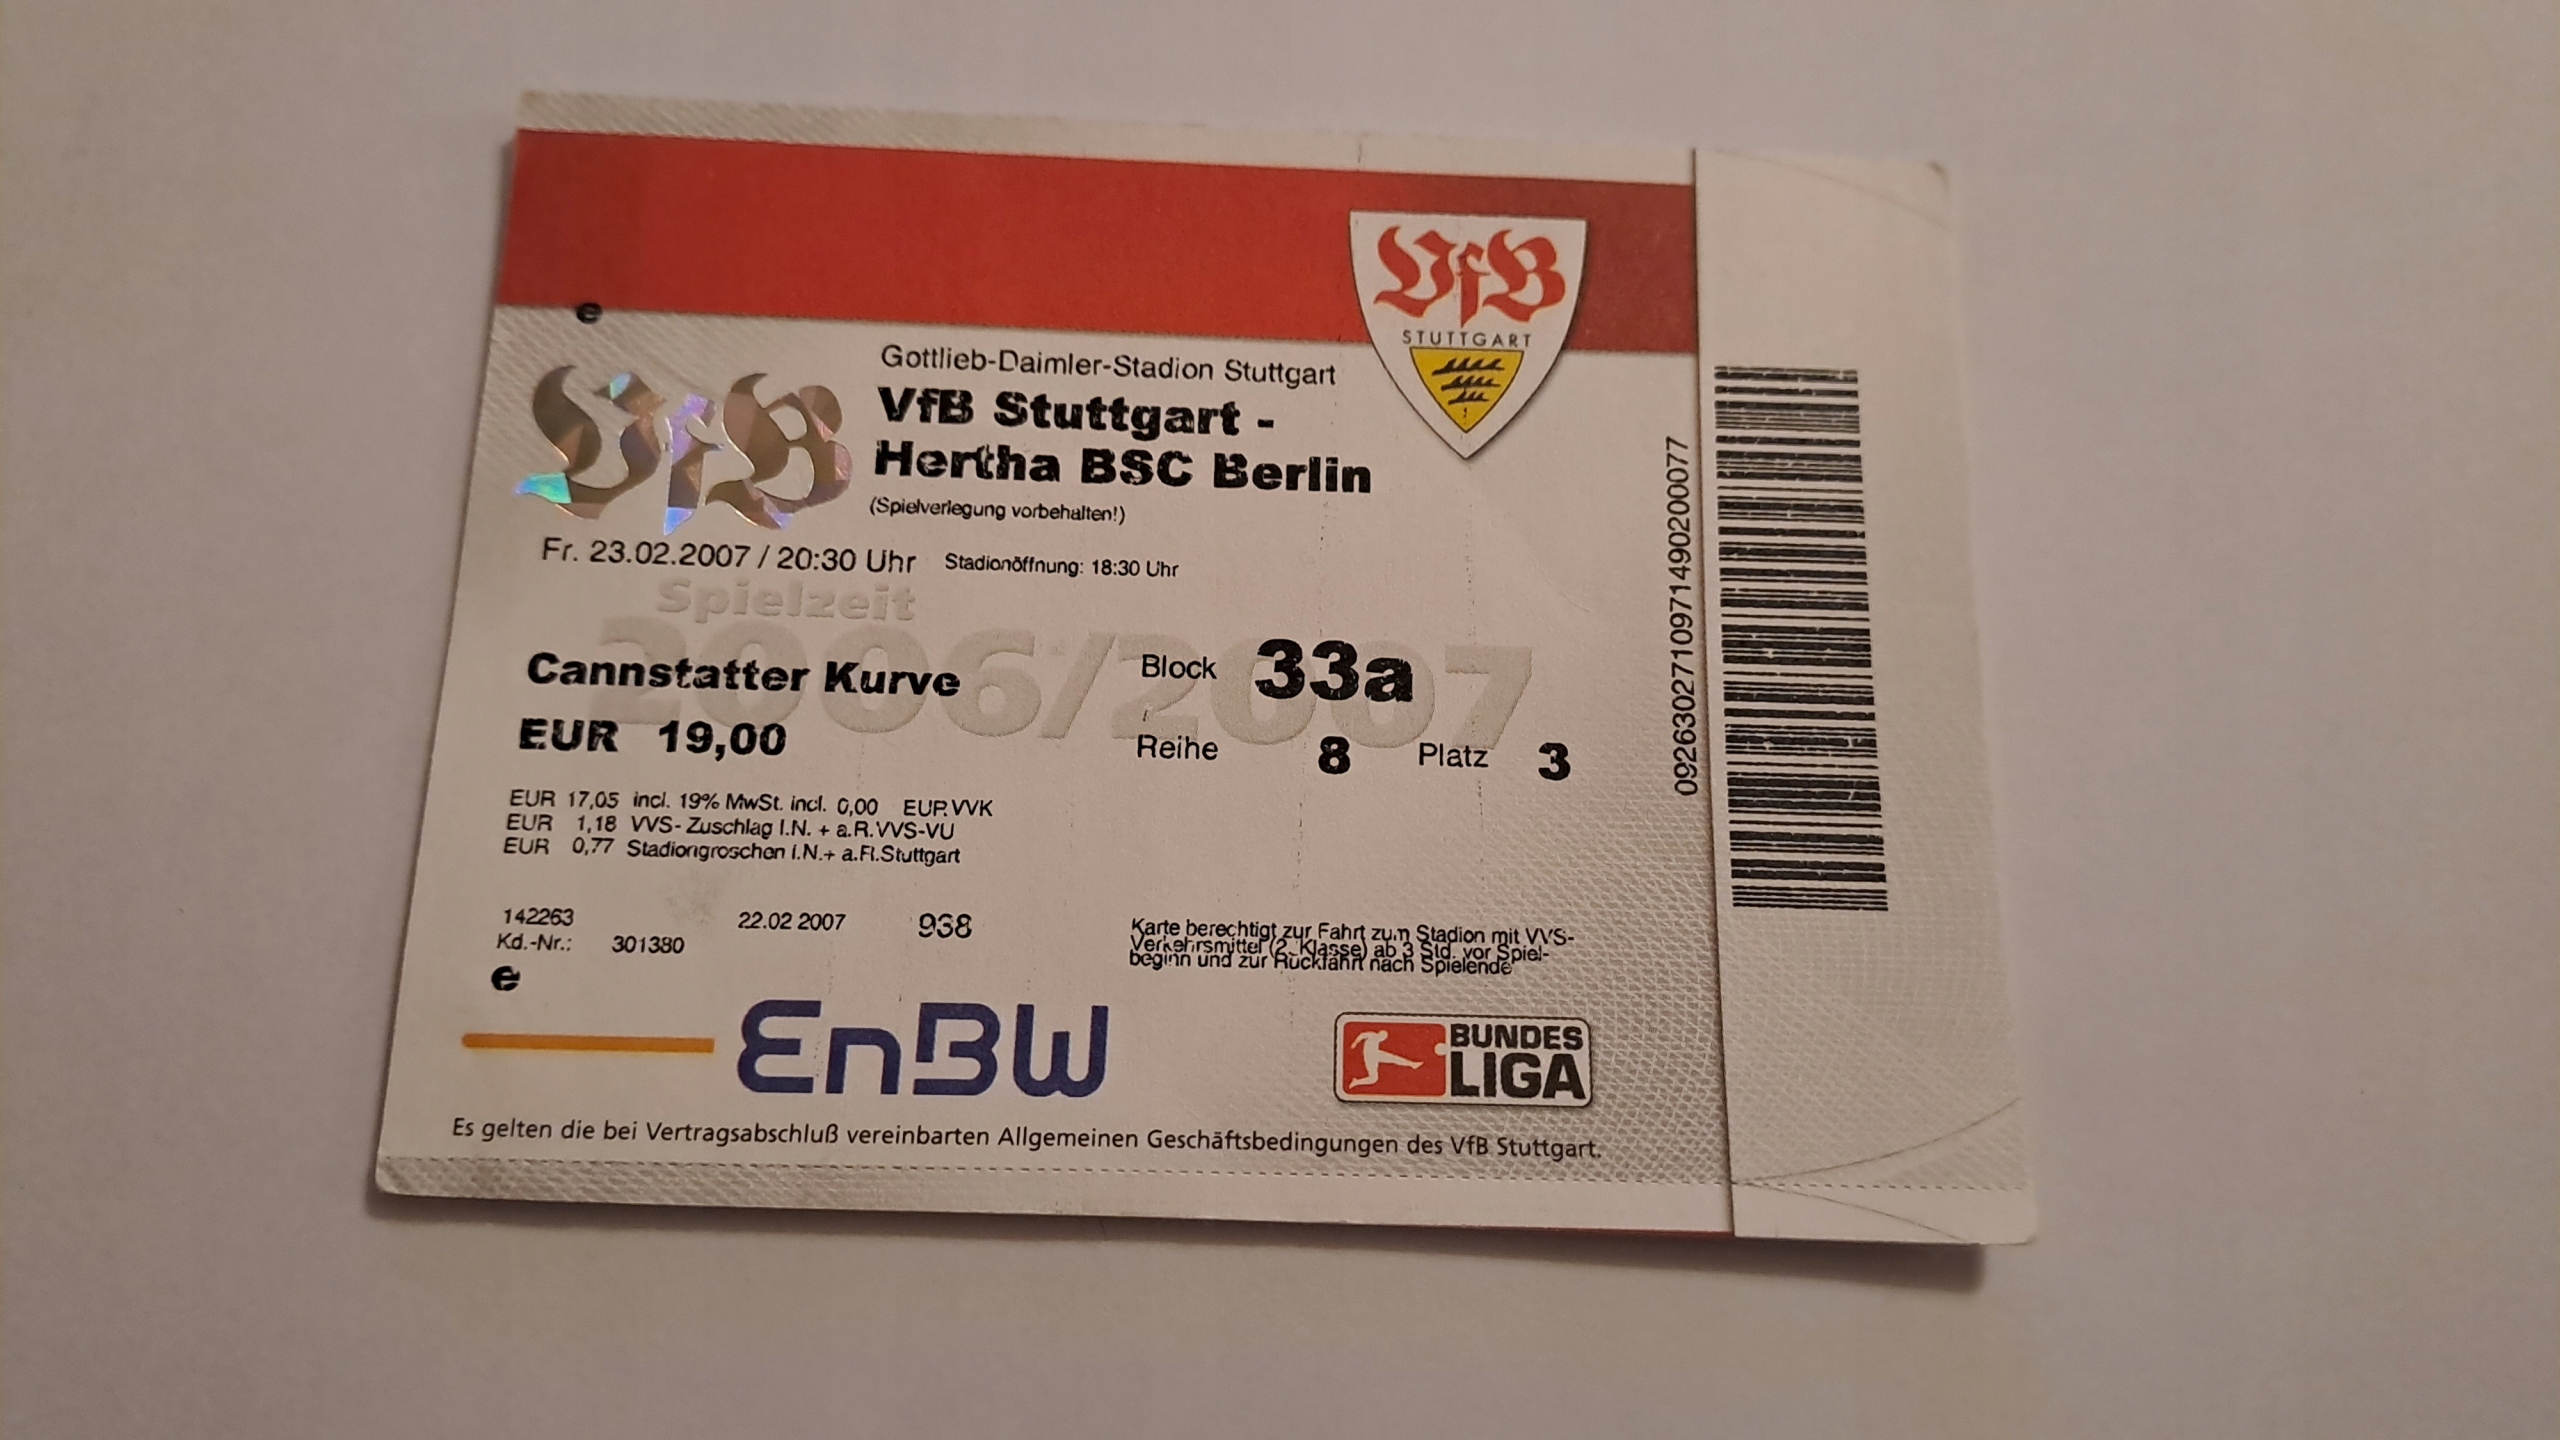 VfB
STUTTGART
e
VfB
Gottlieb-Daimler-Stadion Stuttgart
VfB Stuttgart -
Hertha BSC Berlin
(Spielverlegung vorbehalten!)
Fr. 23.02.2007 / 20:30 Uhr Stadionöffnung: 18:30 Uhr
Spielzeit
2006/2007
Cannstatter Kurve Block 33a
EUR 19,00 Reihe 8 Platz 3
EUR 17,05 incl. 19% MwSt. incl. 0,00 EUR VVK
EUR 1,18 VVS- Zuschlag I.N. + a.R.VVS-VU
EUR 0,77 Stadiongroschen i.N.+ a.R.Stuttgart
142263 22.02 2007 938
Kd.-Nr.: 301380
e
Karte berechtigt zur Fahrt zum Stadion mit VVS-
Verkehrsmittel (2. Klasse) ab 3 Std. vor Spiel-
beginn und zur Rückfahrt nach Spielende
EnBW
BUNDES
LIGA
Es gelten die bei Vertragsabschluß vereinbarten Allgemeinen Geschäftsbedingungen des VfB Stuttgart.
092630271097149020​0077